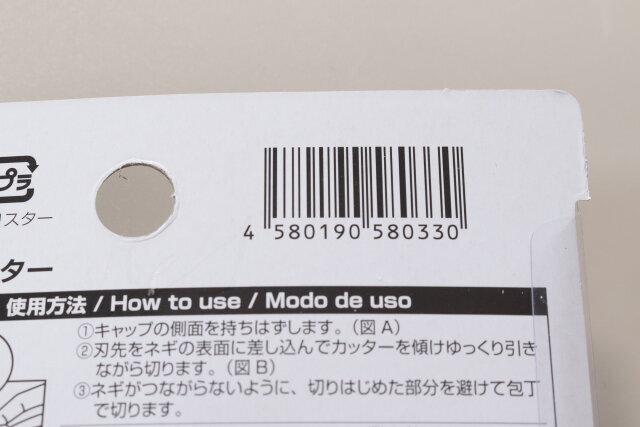 プラ
スター
4 580190 580330
ター
使用方法 / How to use / Modo de uso
①キャップの側面を持ちはずします。(図A)
②刃先をネギの表面に差し込んでカッターを傾けゆっくり引き
ながら切ります。(図B)
③ネギがつながらないように、切りはじめた部分を避けて包丁
で切ります。